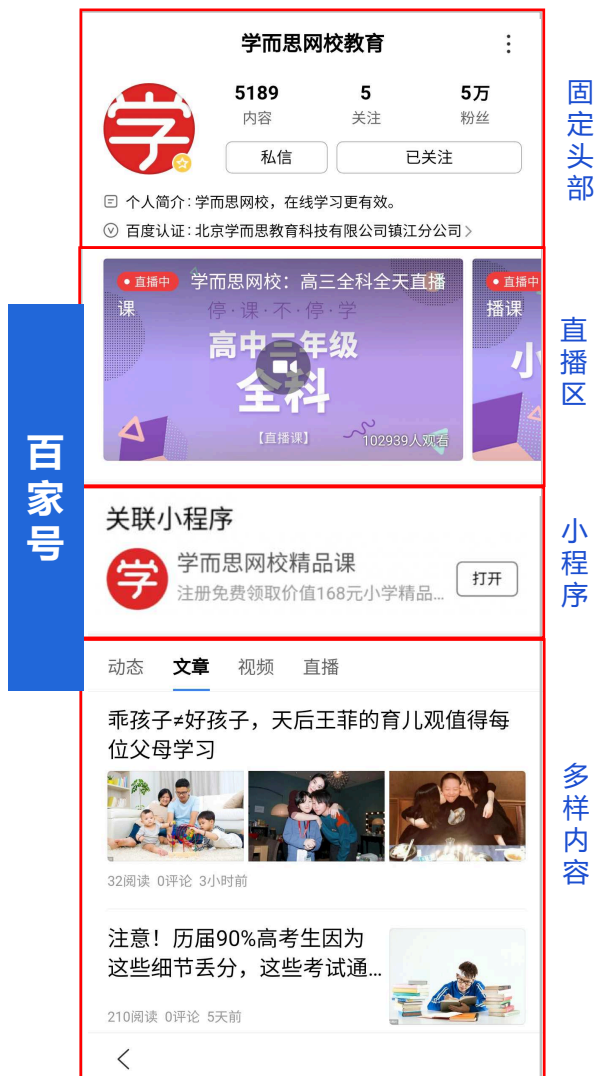 学而思网校教育
学
5189
5
5万
内容
关注
粉丝
私信
已关注
个人简介:学而思网校，在线学习更有效。
百度认证:北京学而思教育科技有限公司镇江分公司
固定头部
直播中
学而思网校：高三全科全天直播课
停·课·不·停·学
高中三年级
全科
【直播课】
102939人观看
直播中
播课
小
直播区
百家号
关联小程序
学
学而思网校精品课
注册免费领取价值168元小学精品...
打开
小程序
动态
文章
视频
直播
乖孩子≠好孩子，天后王菲的育儿观值得每
位父母学习
32阅读 0评论 3小时前
注意！历届90%高考生因为
这些细节丢分，这些考试通...
210阅读 0评论 5天前
多样内容